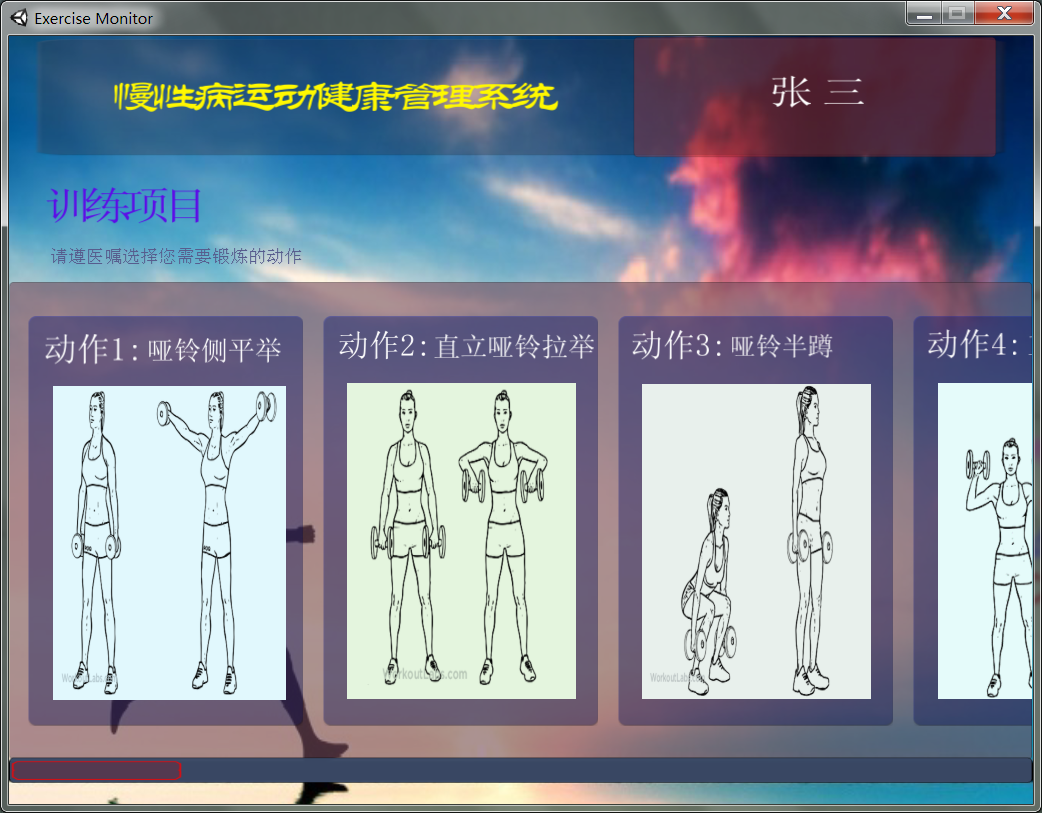 Exercise Monitor
慢性病运动健康管理系统
张 三
训练项目
请遵医嘱选择您需要锻炼的动作
动作1:哑铃侧平举
动作2:直立哑铃拉举
动作3:哑铃半蹲
动作4:
WorkoutLabs.com
WorkoutLabs.com
WorkoutLabs.com